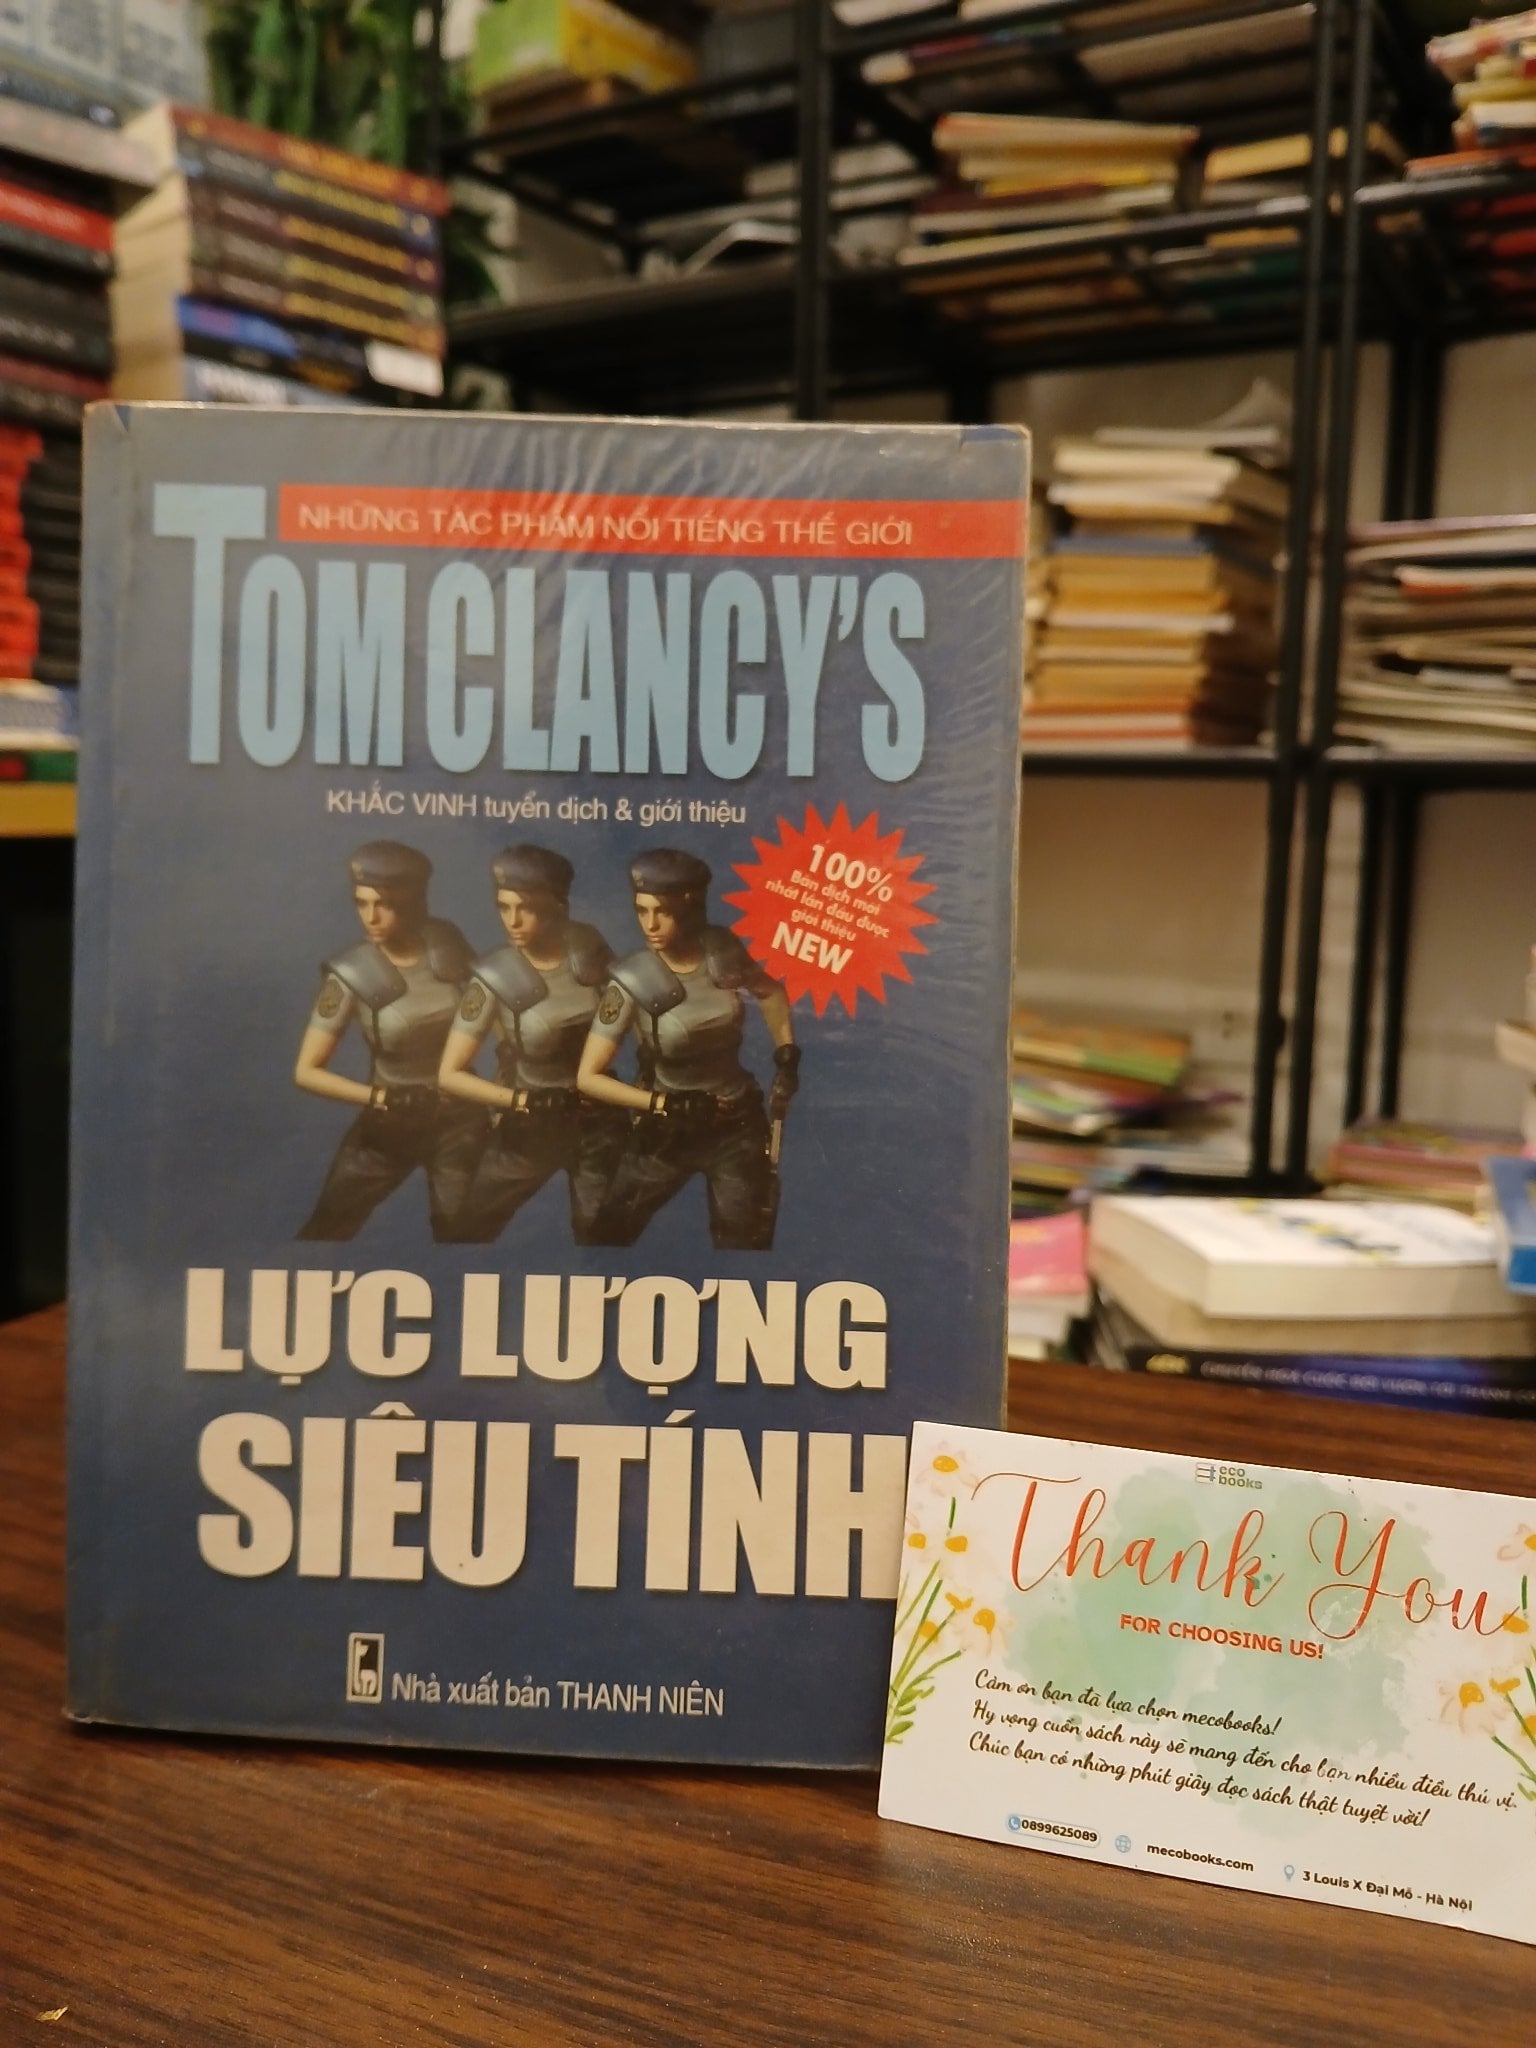 NHỮNG TÁC PHẨM NỔI TIẾNG THẾ GIỚI
TOM CLANCY'S
KHẮC VINH tuyển dịch & giới thiệu
100%
Bản dịch mới
nhất lần đầu được
giới thiệu
NEW
LỰC LƯỢNG
SIÊU TÍNH
Nhà xuất bản THANH NIÊN
eco
books
Thank You
FOR CHOOSING US!
Cảm ơn bạn đã lựa chọn mecobooks!
Hy vọng cuốn sách này sẽ mang đến cho bạn nhiều điều thú vị.
Chúc bạn có những phút giây đọc sách thật tuyệt vời!
0899625089
mecobooks.com
3 Louis X Đại Mỗ - Hà Nội